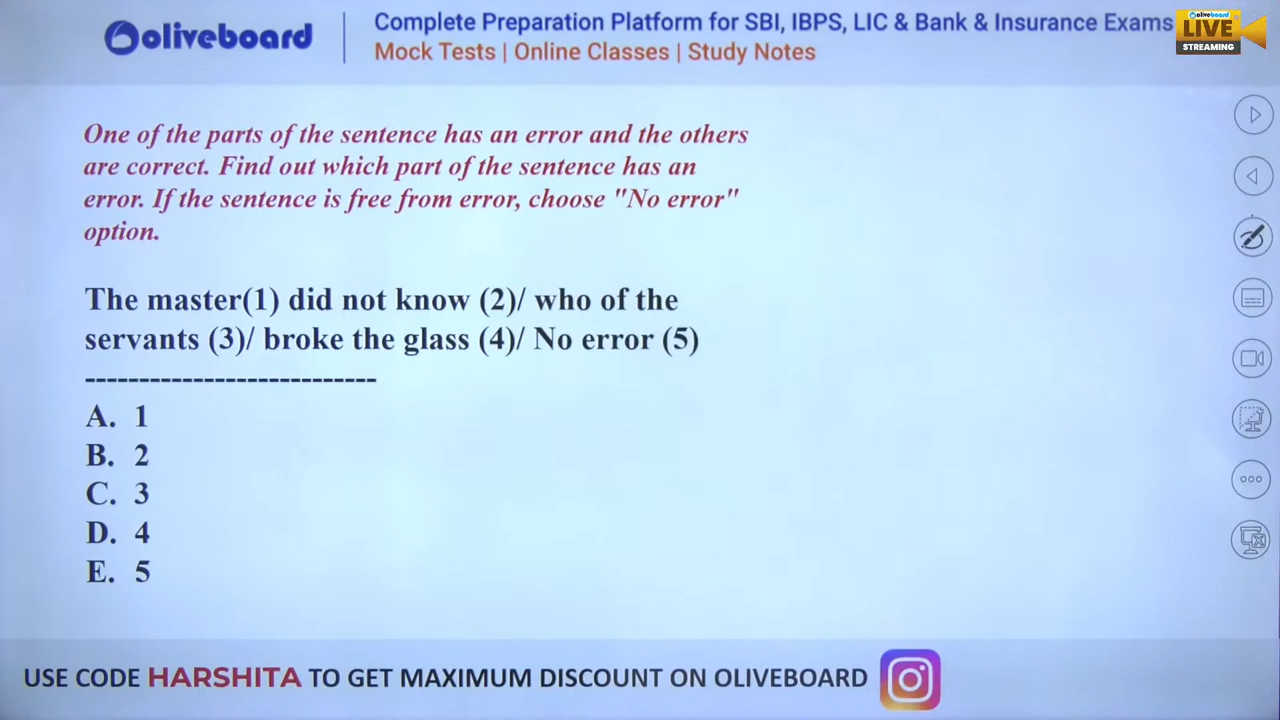 oliveboard
Complete Preparation Platform for SBI, IBPS, LIC & Bank & Insurance Exams
Mock Tests | Online Classes | Study Notes
oliveboard
LIVE
STREAMING
One of the parts of the sentence has an error and the others
are correct. Find out which part of the sentence has an
error. If the sentence is free from error, choose "No error"
option.
The master(1) did not know (2)/ who of the
servants (3)/ broke the glass (4)/ No error (5)
---------------------------
A. 1
B. 2
C. 3
D. 4
E. 5
USE CODE HARSHITA TO GET MAXIMUM DISCOUNT ON OLIVEBOARD